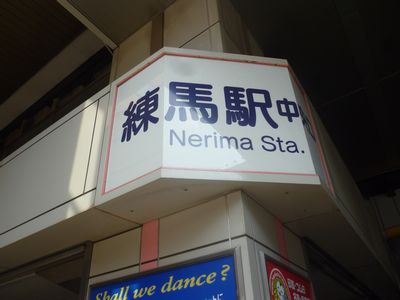 練馬駅中
Nerima Sta.
Shall we dance?